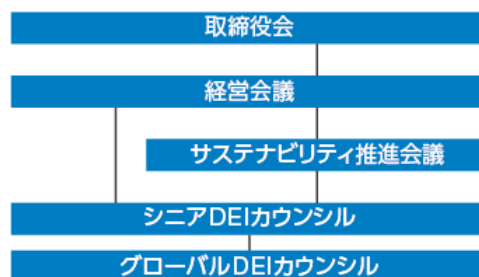 取締役会
経営会議
サステナビリティ推進会議
シニアDEIカウンシル
グローバルDEIカウンシル